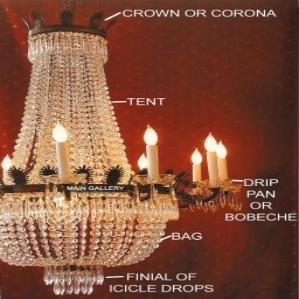 CROWN OR CORONA
TENT
DRIP
PAN
OR
BOBECHE
MAIN GALLERY
BAG
FINIAL OF
ICICLE DROPS